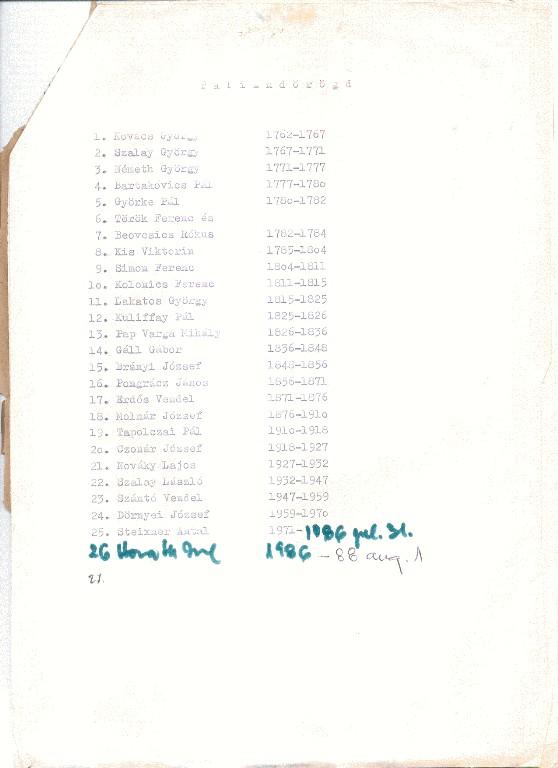 Taliándörögd
1. Kovács György 1762-1767
2. Szalay György 1767-1771
3. Németh György 1771-1777
4. Bartakovics Pál 1777-178o
5. Györke Pál 178o-1782
6. Török Ferenc és
7. Beovcsics Rókus 1782-1784
8. Kis Viktorin 1785-18o4
9. Simon Ferenc 18o4-1811
1o. Kolonics Ferenc 1811-1815
11. Lakatos György 1815-1825
12. Kuliffay Pál 1825-1826
13. Pap Varga Mihály 1826-1836
14. Gáll Gábor 1836-1848
15. Brányi József 1848-1856
16. Pongrácz János 1856-1871
17. Erdős Vendel 1871-1876
18. Molnár József 1876-191o
19. Tapolczai Pál 191o-1918
2o. Czonár József 1918-1927
21. Nováky Lajos 1927-1932
22. Szalay László 1932-1947
23. Szántó Vendel 1947-1959
24. Dörnyei József 1959-197o
25. Steixner Antal 1971-1986 jul. 31.
26 Horváth 1986 - 88 aug. 1
27.